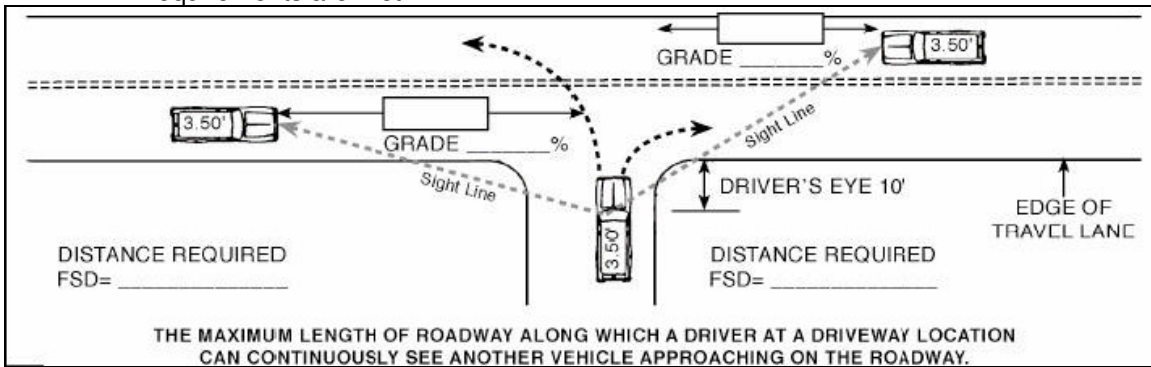 GRADE _______%
3.50'
3.50'
GRADE _______%
Sight Line
Sight Line
DRIVER'S EYE 10'
3.50'
EDGE OF
TRAVEL LANE
DISTANCE REQUIRED
FSD= ______________
DISTANCE REQUIRED
FSD= ______________
THE MAXIMUM LENGTH OF ROADWAY ALONG WHICH A DRIVER AT A DRIVEWAY LOCATION
CAN CONTINUOUSLY SEE ANOTHER VEHICLE APPROACHING ON THE ROADWAY.